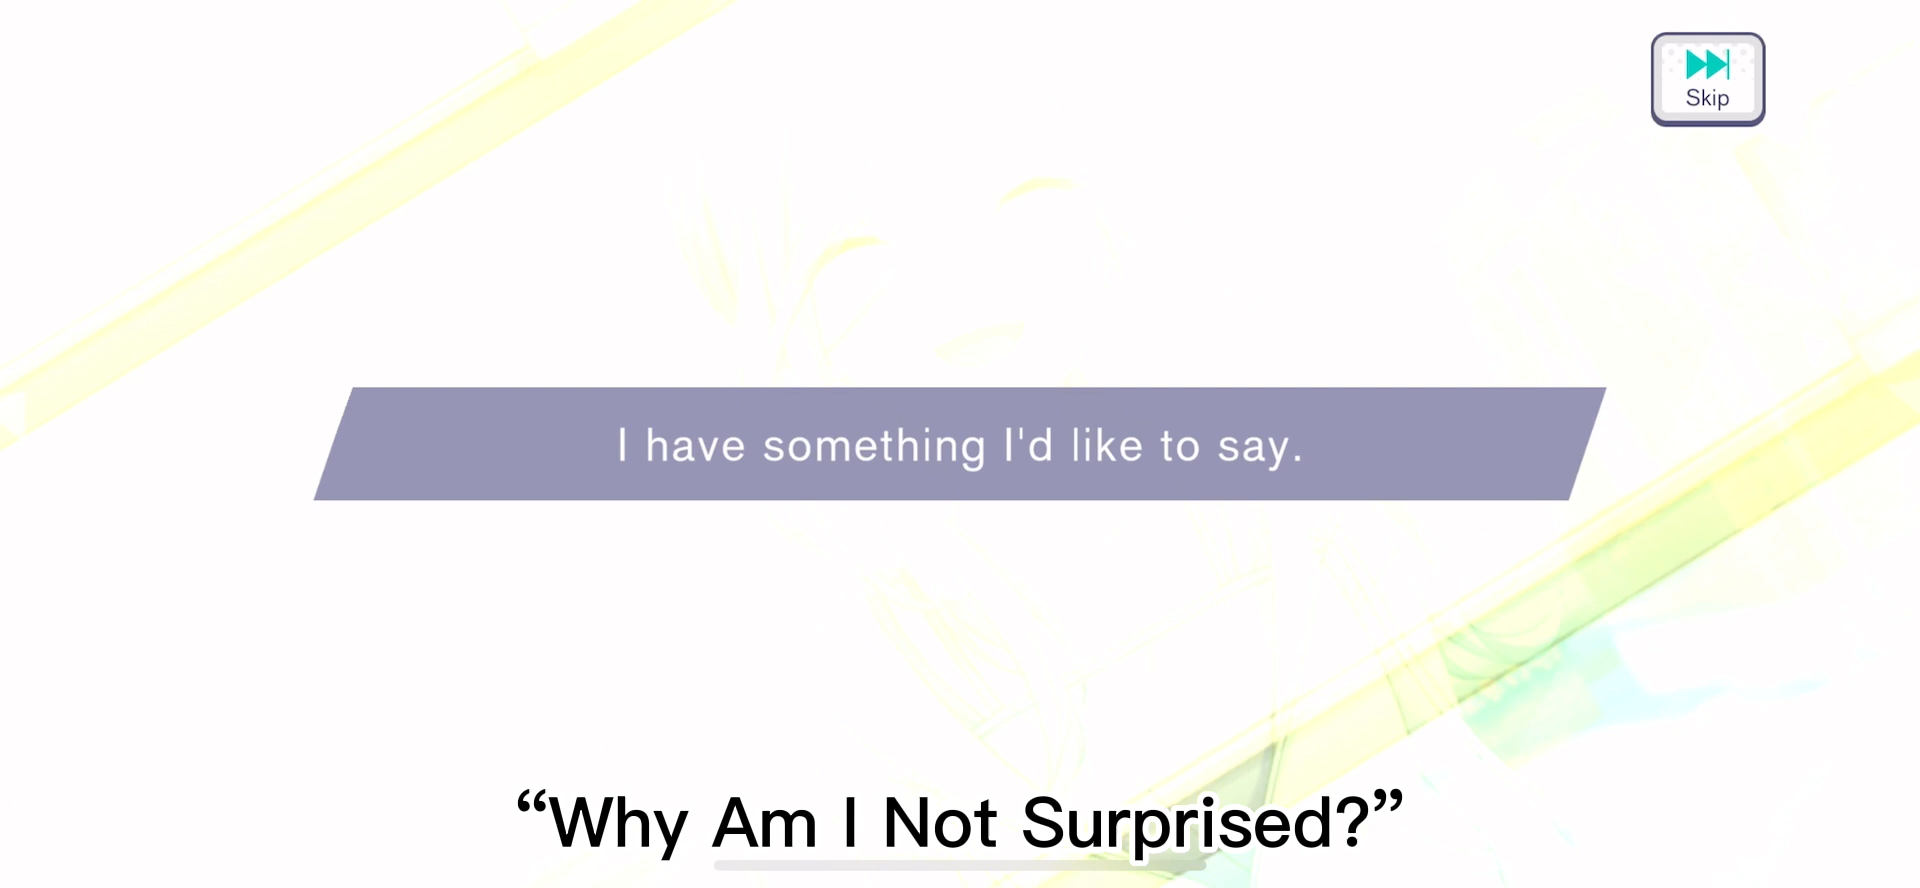 Skip
I have something I'd like to say.
“Why Am I Not Surprised?”